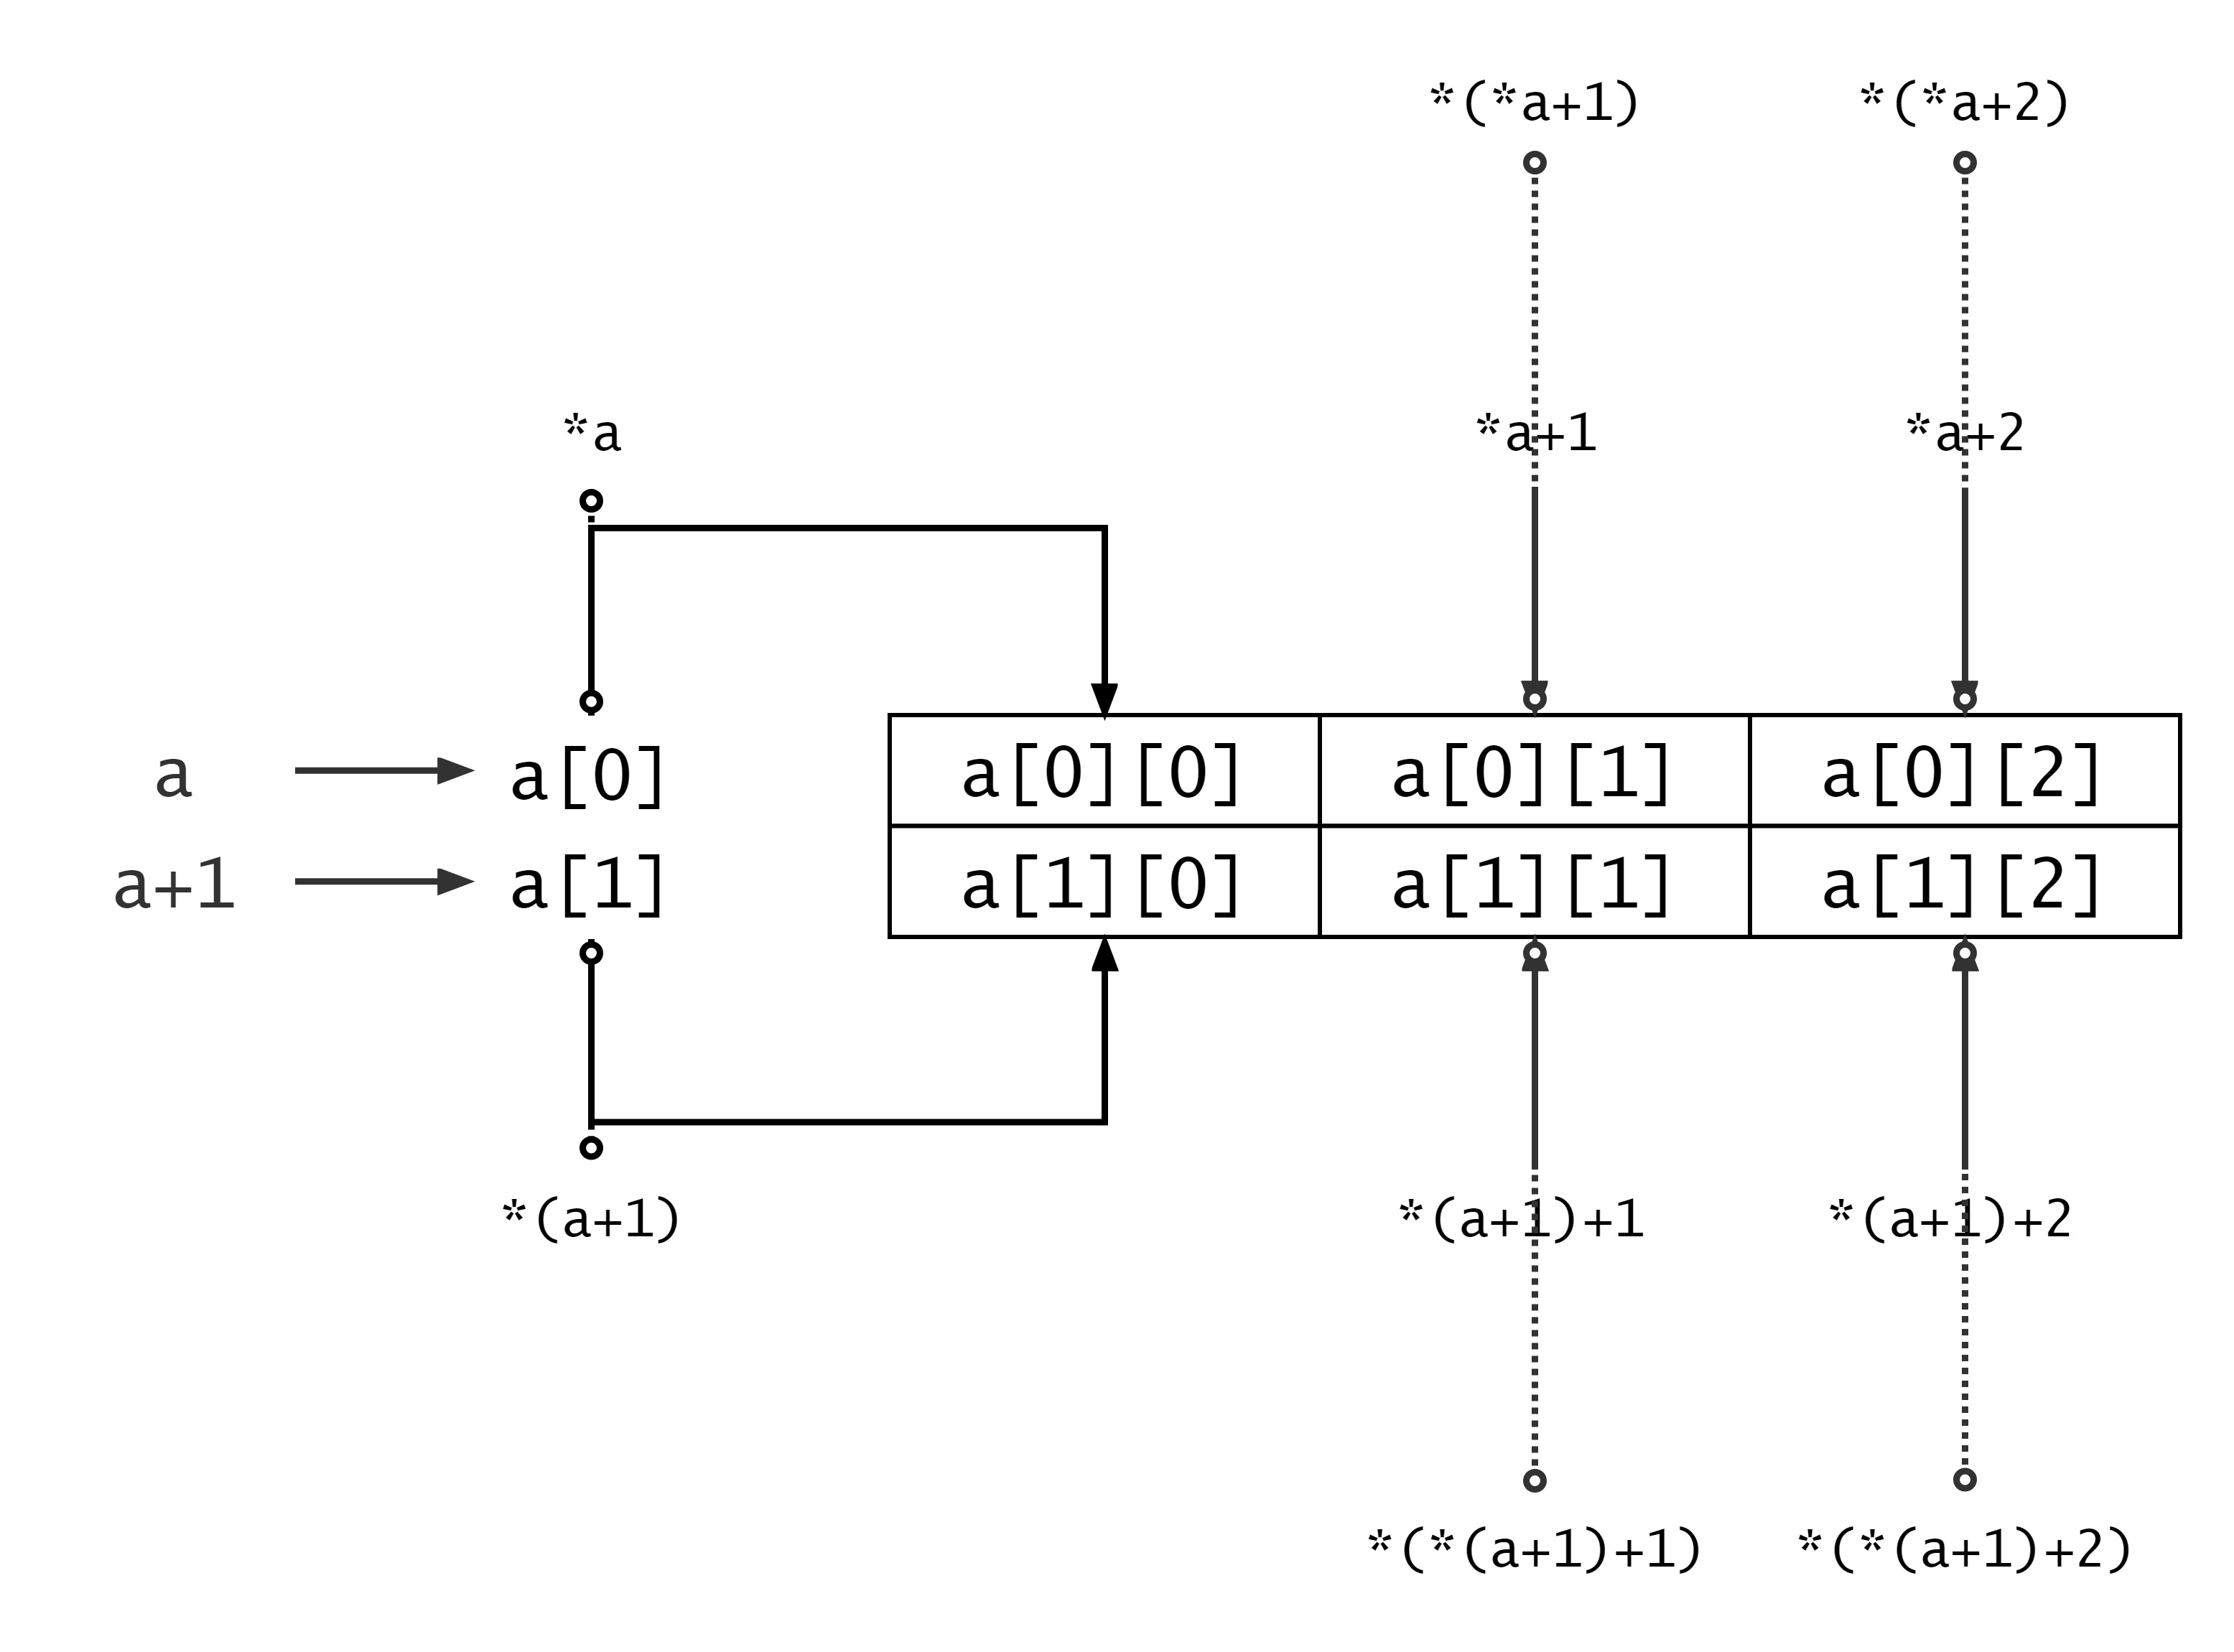 *(*a+1) *(*a+2)
*a *a+1 *a+2
a a[0] a[0][0] a[0][1] a[0][2]
a+1 a[1] a[1][0] a[1][1] a[1][2]
*(a+1) *(a+1)+1 *(a+1)+2
*(*(a+1)+1) *(*(a+1)+2)